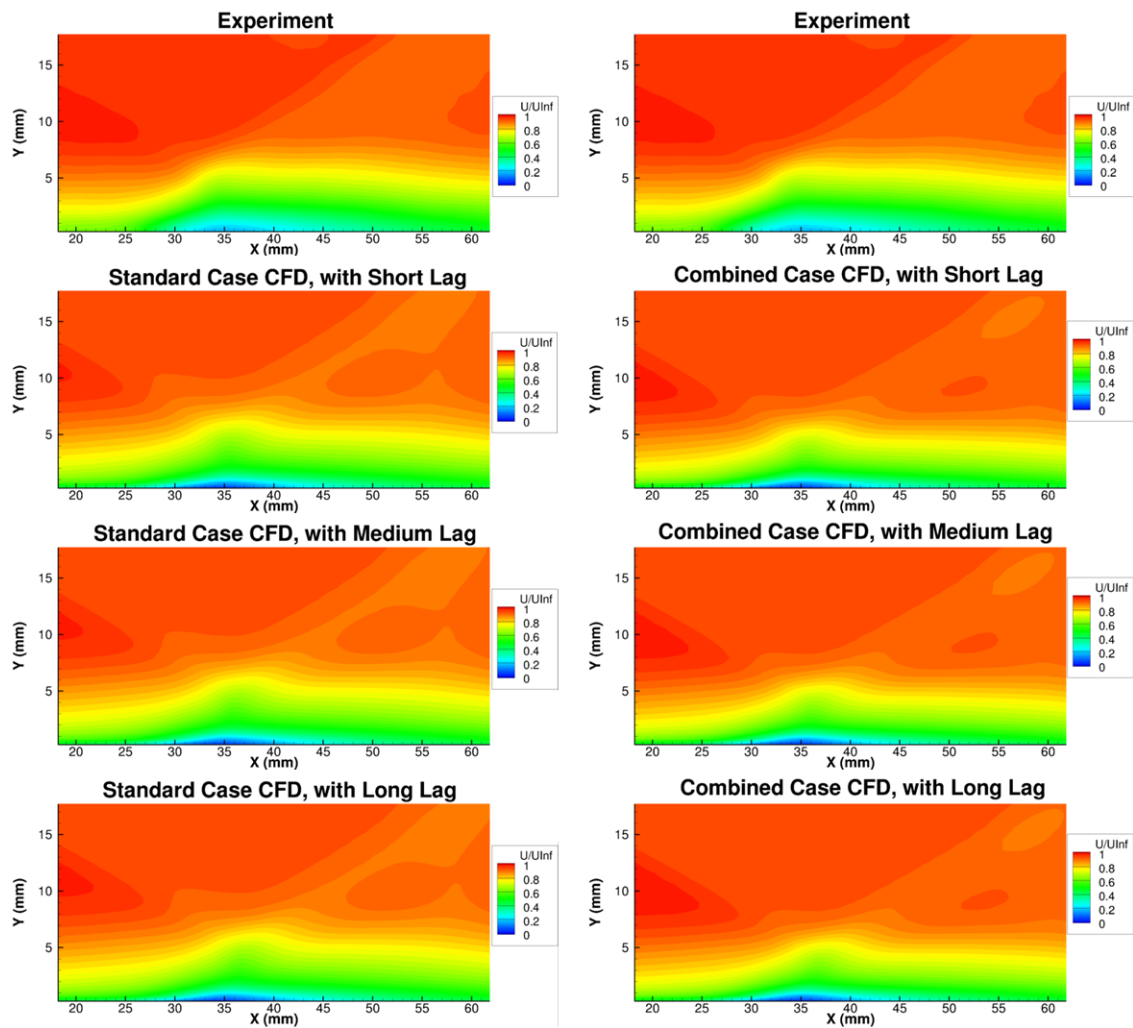 Experiment
Experiment
15
10
5
Y (mm)
20 25 30 35 40 45 50 55 60
X (mm)
U/UInf
1
0.8
0.6
0.4
0.2
0
15
10
5
Y (mm)
20 25 30 35 40 45 50 55 60
X (mm)
U/UInf
1
0.8
0.6
0.4
0.2
0
Standard Case CFD, with Short Lag
Combined Case CFD, with Short Lag
15
10
5
Y (mm)
20 25 30 35 40 45 50 55 60
X (mm)
U/UInf
1
0.8
0.6
0.4
0.2
0
15
10
5
Y (mm)
20 25 30 35 40 45 50 55 60
X (mm)
U/UInf
1
0.8
0.6
0.4
0.2
0
Standard Case CFD, with Medium Lag
Combined Case CFD, with Medium Lag
15
10
5
Y (mm)
20 25 30 35 40 45 50 55 60
X (mm)
U/UInf
1
0.8
0.6
0.4
0.2
0
15
10
5
Y (mm)
20 25 30 35 40 45 50 55 60
X (mm)
U/UInf
1
0.8
0.6
0.4
0.2
0
Standard Case CFD, with Long Lag
Combined Case CFD, with Long Lag
15
10
5
Y (mm)
20 25 30 35 40 45 50 55 60
X (mm)
U/UInf
1
0.8
0.6
0.4
0.2
0
15
10
5
Y (mm)
20 25 30 35 40 45 50 55 60
X (mm)
U/UInf
1
0.8
0.6
0.4
0.2
0